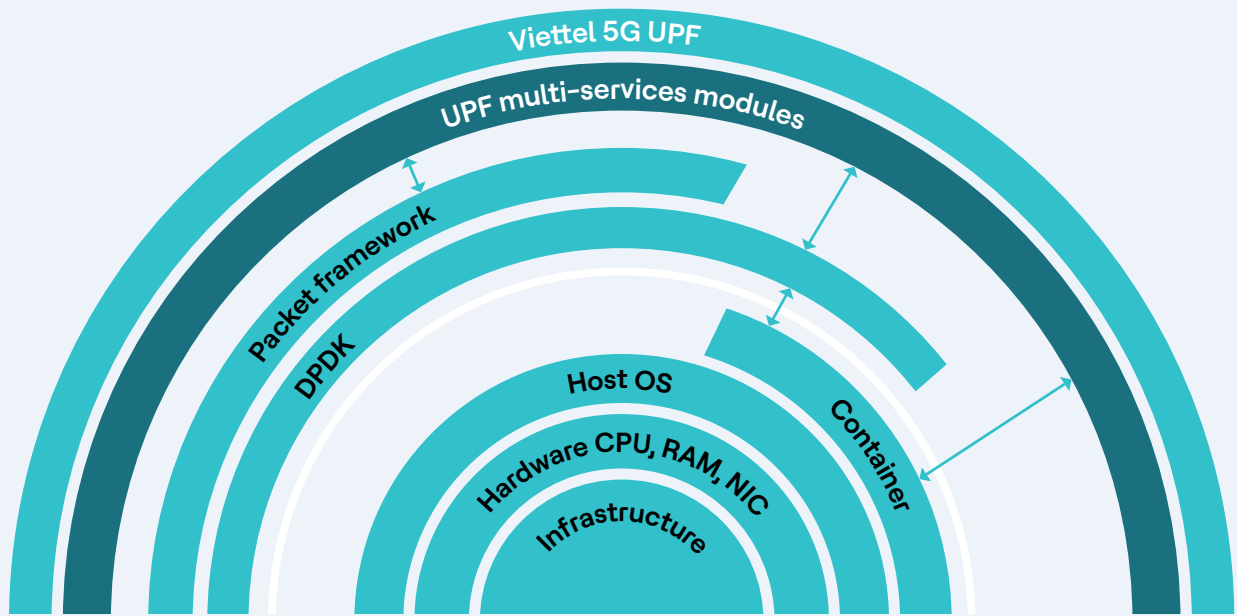 Viettel 5G UPF
UPF multi-services modules
Packet framework
DPDK
Host OS
Container
Hardware CPU, RAM, NIC
Infrastructure